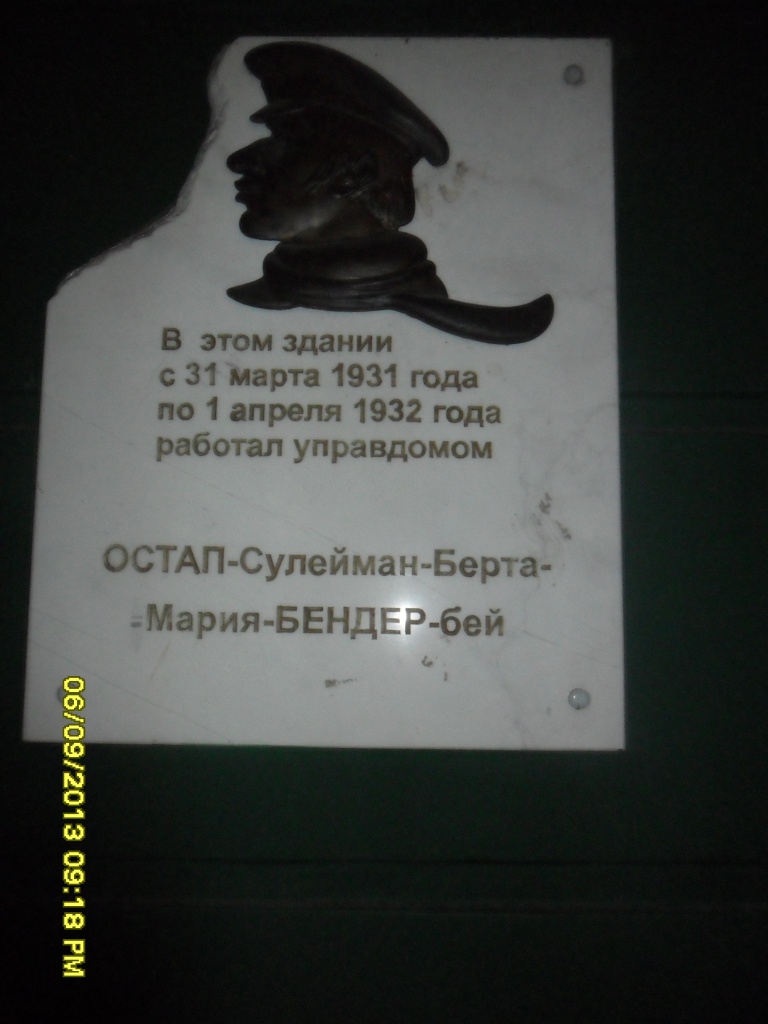 В этом здании
с 31 марта 1931 года
по 1 апреля 1932 года
работал управдомом
ОСТАП-Сулейман-Берта-
-Мария-БЕНДЕР-бей
06/09/2013 09:18 PM